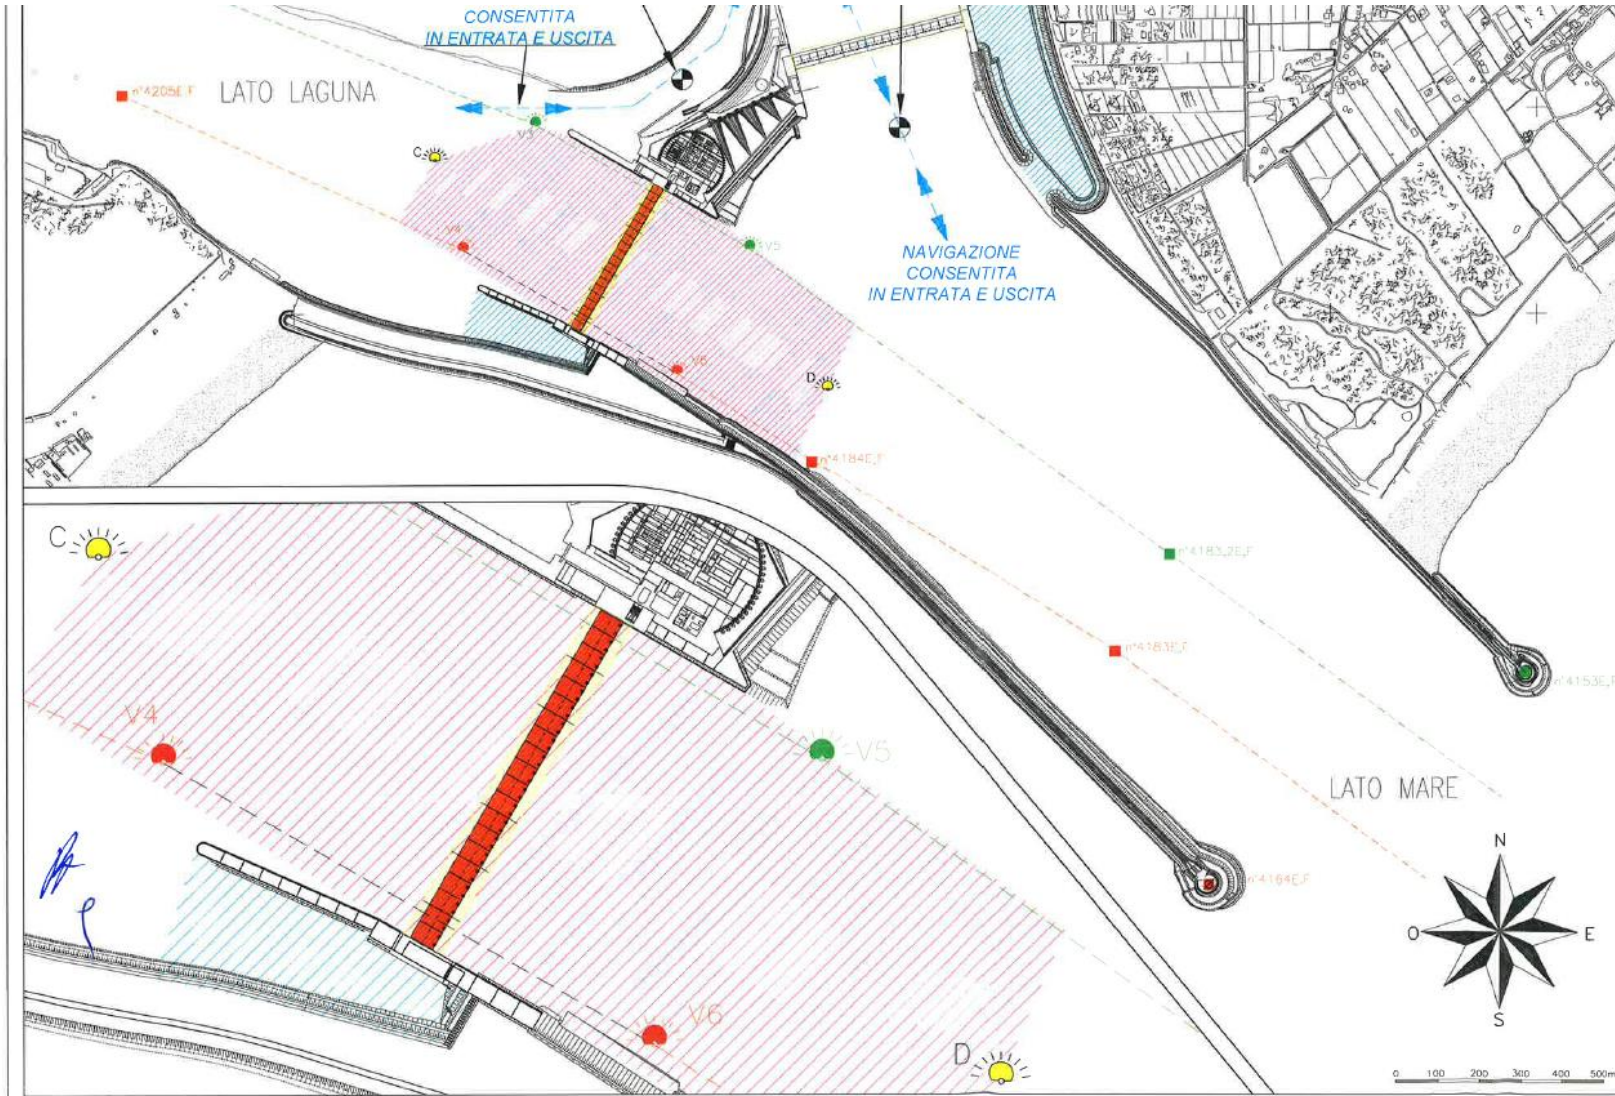 CONSENTITA
IN ENTRATA E USCITA
n°4205E,F
LATO LAGUNA
V3
C
V4
V5
NAVIGAZIONE
CONSENTITA
IN ENTRATA E USCITA
V6
D
n°4184E,F
C
n°4183,2E,F
n°4183E,F
n°4153E,F
V4
V5
LATO MARE
N
n°4164E,F
O
E
S
V6
D
0 100 200 300 400 500m